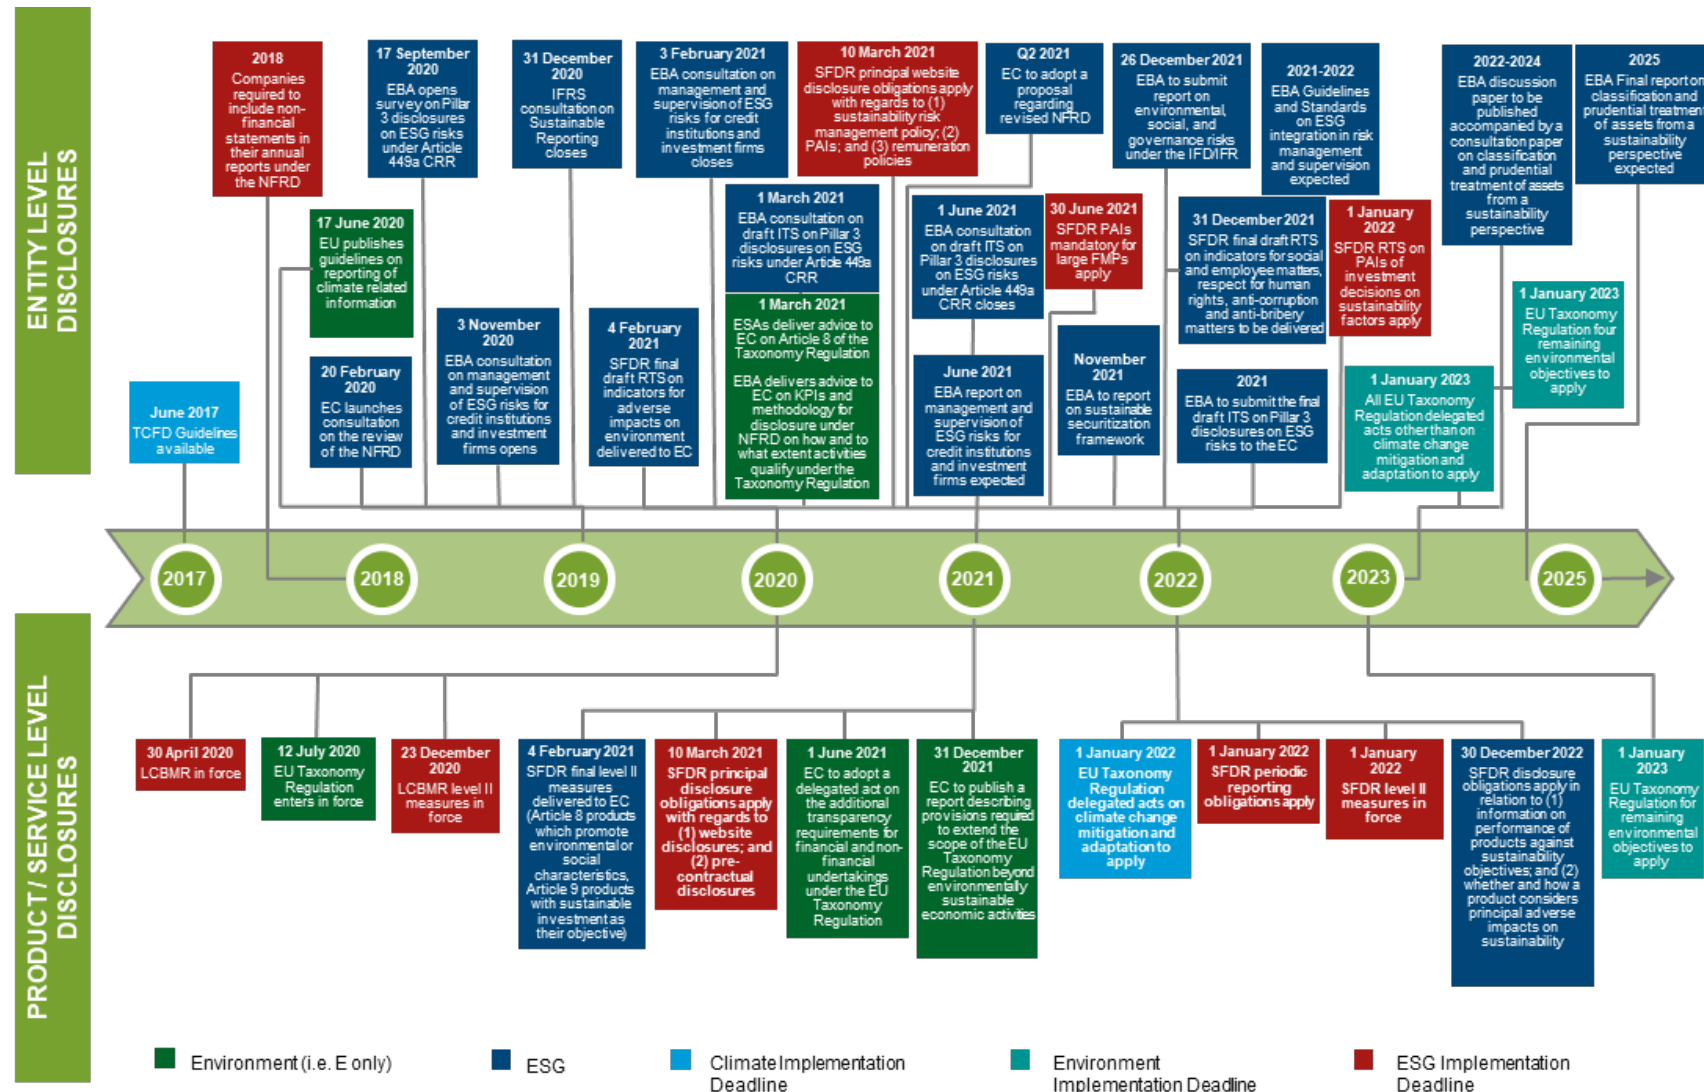 ENTITY LEVEL
DISCLOSURES
2018
Companies
required to
include non-
financial
statements in
their annual
reports under
the NFRD
17 September
2020
EBA opens
survey on Pillar
3 disclosures
on ESG risks
under Article
449a CRR
31 December
2020
IFRS
consultation on
Sustainable
Reporting
closes
3 February 2021
EBA consultation on
management and
supervision of ESG
risks for credit
institutions and
investment firms
closes
10 March 2021
SFDR principal website
disclosure obligations apply
with regards to (1)
sustainability risk
management policy; (2)
PAIs; and (3) remuneration
policies
Q2 2021
EC to adopt a
proposal
regarding
revised NFRD
26 December 2021
EBA to submit
report on
environmental,
social, and
governance risks
under the IFD/IFR
2021-2022
EBA Guidelines
and Standards
on ESG
integration in risk
management
and supervision
expected
2022-2024
EBA discussion
paper to be
published
accompanied by a
consultation paper
on classification
and prudential
treatment of assets
from a
sustainability
perspective
2025
EBA Final report on
classification and
prudential treatment
of assets from a
sustainability
perspective
expected
17 June 2020
EU publishes
guidelines on
reporting of
climate related
information
1 March 2021
EBA consultation on
draft ITS on Pillar 3
disclosures on ESG
risks under Article 449a
CRR
1 June 2021
EBA consultation
on draft ITS on
Pillar 3 disclosures
on ESG risks
under Article 449a
CRR closes
30 June 2021
SFDR PAIs
mandatory for
large FMPs
apply
31 December 2021
SFDR final draft RTS
on indicators for social
and employee matters,
respect for human
rights, anti-corruption
and anti-bribery
matters to be delivered
1 January
2022
SFDR RTS on
PAIs of
investment
decisions on
sustainability
factors apply
1 January 2023
EU Taxonomy
Regulation four
remaining
environmental
objectives to
apply
3 November
2020
EBA consultation
on management
and supervision
of ESG risks for
credit institutions
and investment
firms opens
4 February
2021
SFDR final
draft RTS on
indicators for
adverse
impacts on
environment
delivered to EC
1 March 2021
ESAs deliver advice to
EC on Article 8 of the
Taxonomy Regulation
EBA delivers advice to
EC on KPIs and
methodology for
disclosure under
NFRD on how and to
what extent activities
qualify under the
Taxonomy Regulation
20 February
2020
EC launches
consultation
on the review
of the NFRD
June 2021
EBA report on
management and
supervision of
ESG risks for
credit institutions
and investment
firms expected
November
2021
EBA to report
on sustainable
securitization
framework
2021
EBA to submit the final
draft ITS on Pillar 3
disclosures on ESG
risks to the EC
1 January 2023
All EU Taxonomy
Regulation delegated
acts other than on
climate change
mitigation and
adaptation to apply
June 2017
TCFD Guidelines
available
2017
2018
2019
2020
2021
2022
2023
2025
PRODUCT / SERVICE LEVEL
DISCLOSURES
30 April 2020
LCBMR in force
12 July 2020
EU Taxonomy
Regulation
enters in force
23 December
2020
LCBMR level II
measures in
force
4 February 2021
SFDR final level II
measures
delivered to EC
(Article 8 products
which promote
environmental or
social
characteristics,
Article 9 products
with sustainable
investment as
their objective)
10 March 2021
SFDR principal
disclosure
obligations apply
with regards to
(1) website
disclosures; and
(2) pre-
contractual
disclosures
1 June 2021
EC to adopt a
delegated act on
the additional
transparency
requirements for
financial and non-
financial
undertakings
under the EU
Taxonomy
Regulation
31 December
2021
EC to publish a
report describing
provisions required
to extend the
scope of the EU
Taxonomy
Regulation beyond
environmentally
sustainable
economic activities
1 January 2022
EU Taxonomy
Regulation
delegated acts on
climate change
mitigation and
adaptation to
apply
1 January 2022
SFDR periodic
reporting
obligations apply
1 January
2022
SFDR level II
measures in
force
30 December 2022
SFDR disclosure
obligations apply in
relation to (1)
information on
performance of
products against
sustainability
objectives; and (2)
whether and how a
product considers
principal adverse
impacts on
sustainability
1 January
2023
EU Taxonomy
Regulation for
remaining
environmental
objectives to
apply
Environment (i.e. E only)
ESG
Climate Implementation
Deadline
Environment
Implementation Deadline
ESG Implementation
Deadline